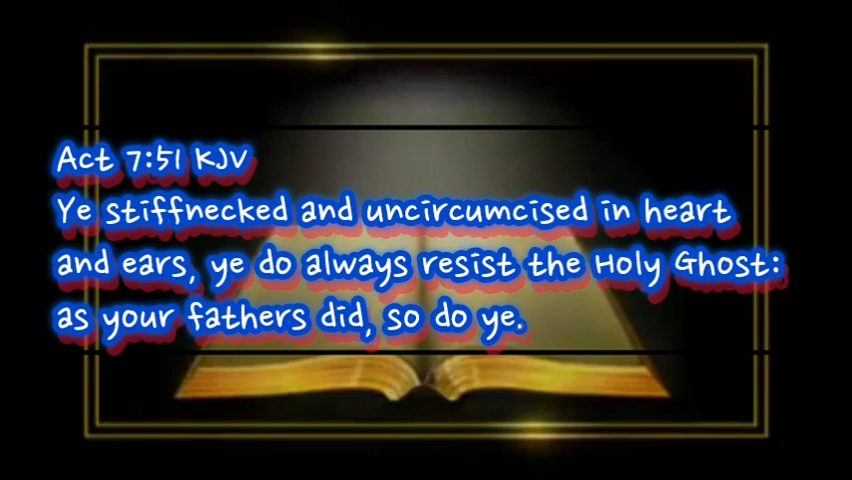 Act 7:51 KJV
Ye stiffnecked and uncircumcised in heart
and ears, ye do always resist the Holy Ghost:
as your fathers did, so do ye.